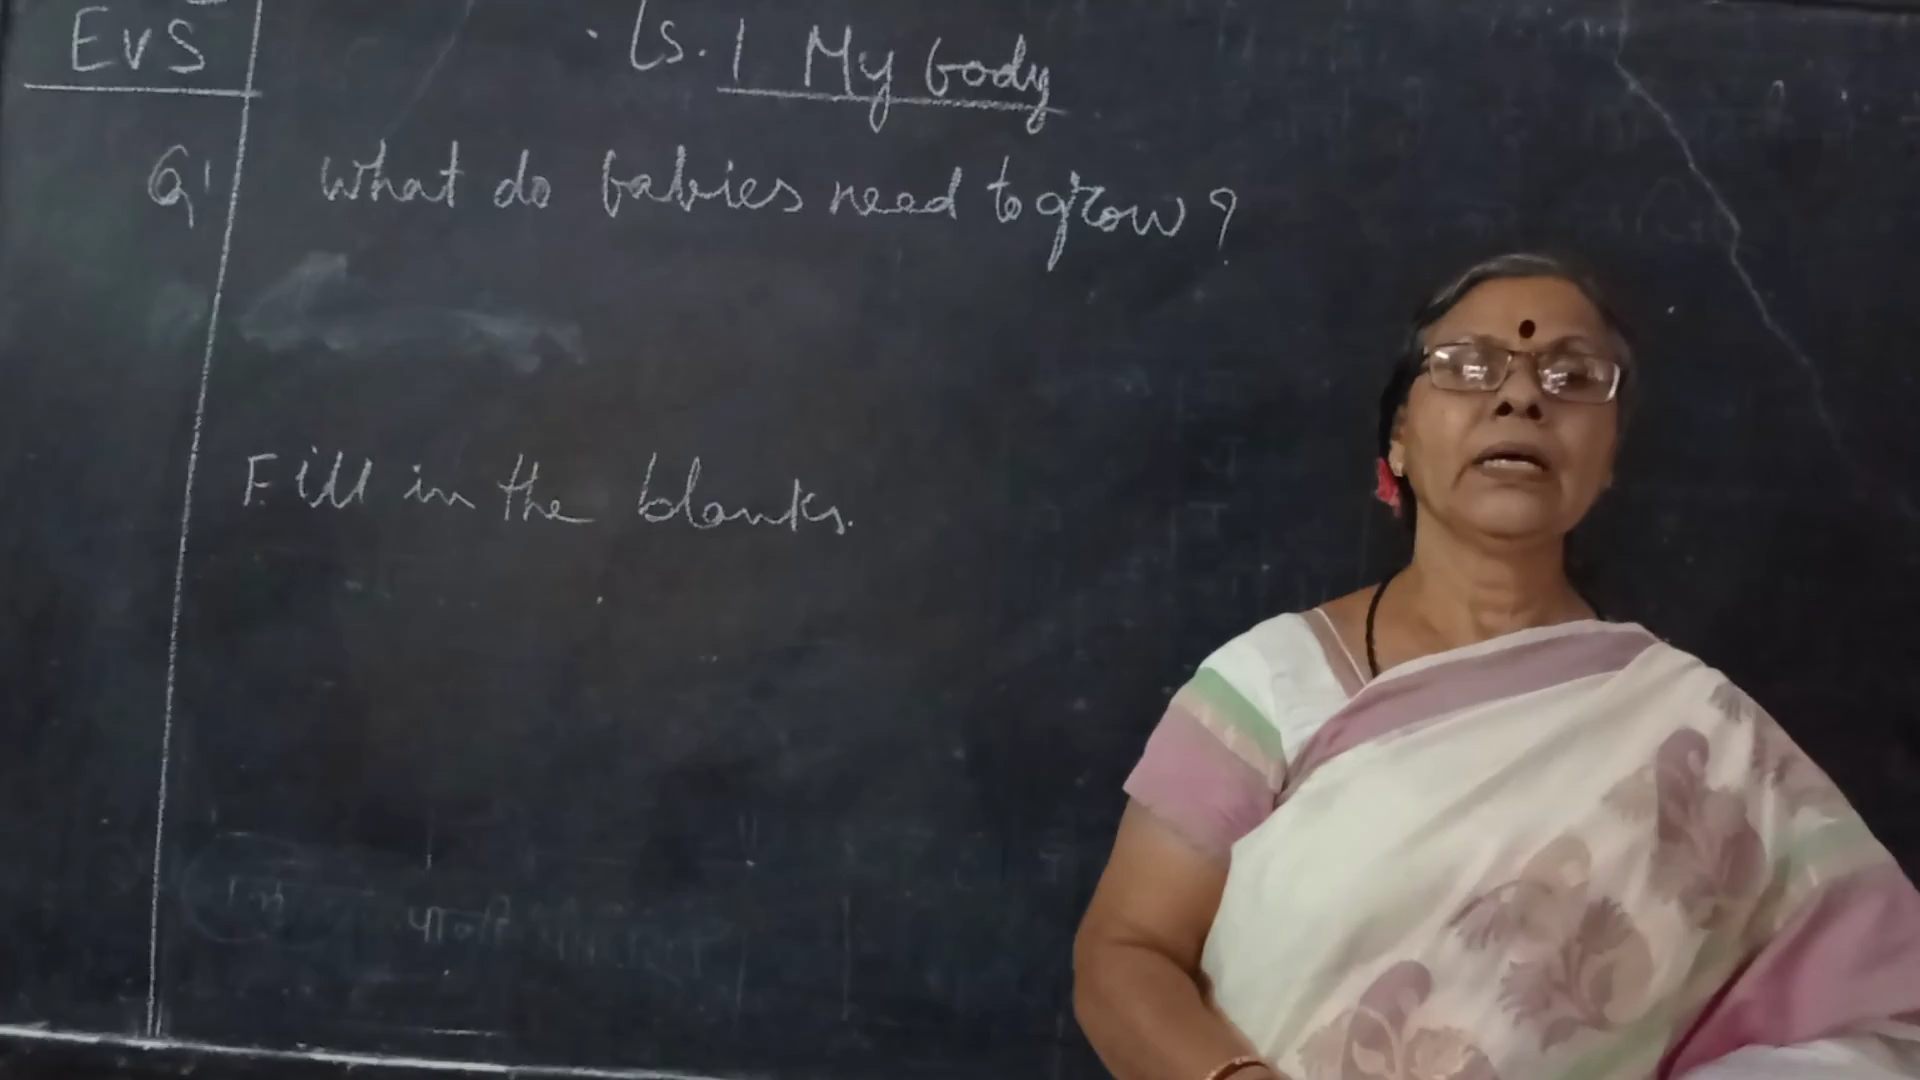 EVS
Ls. 1 My body
Q1 What do babies need to grow?
Fill in the blanks.